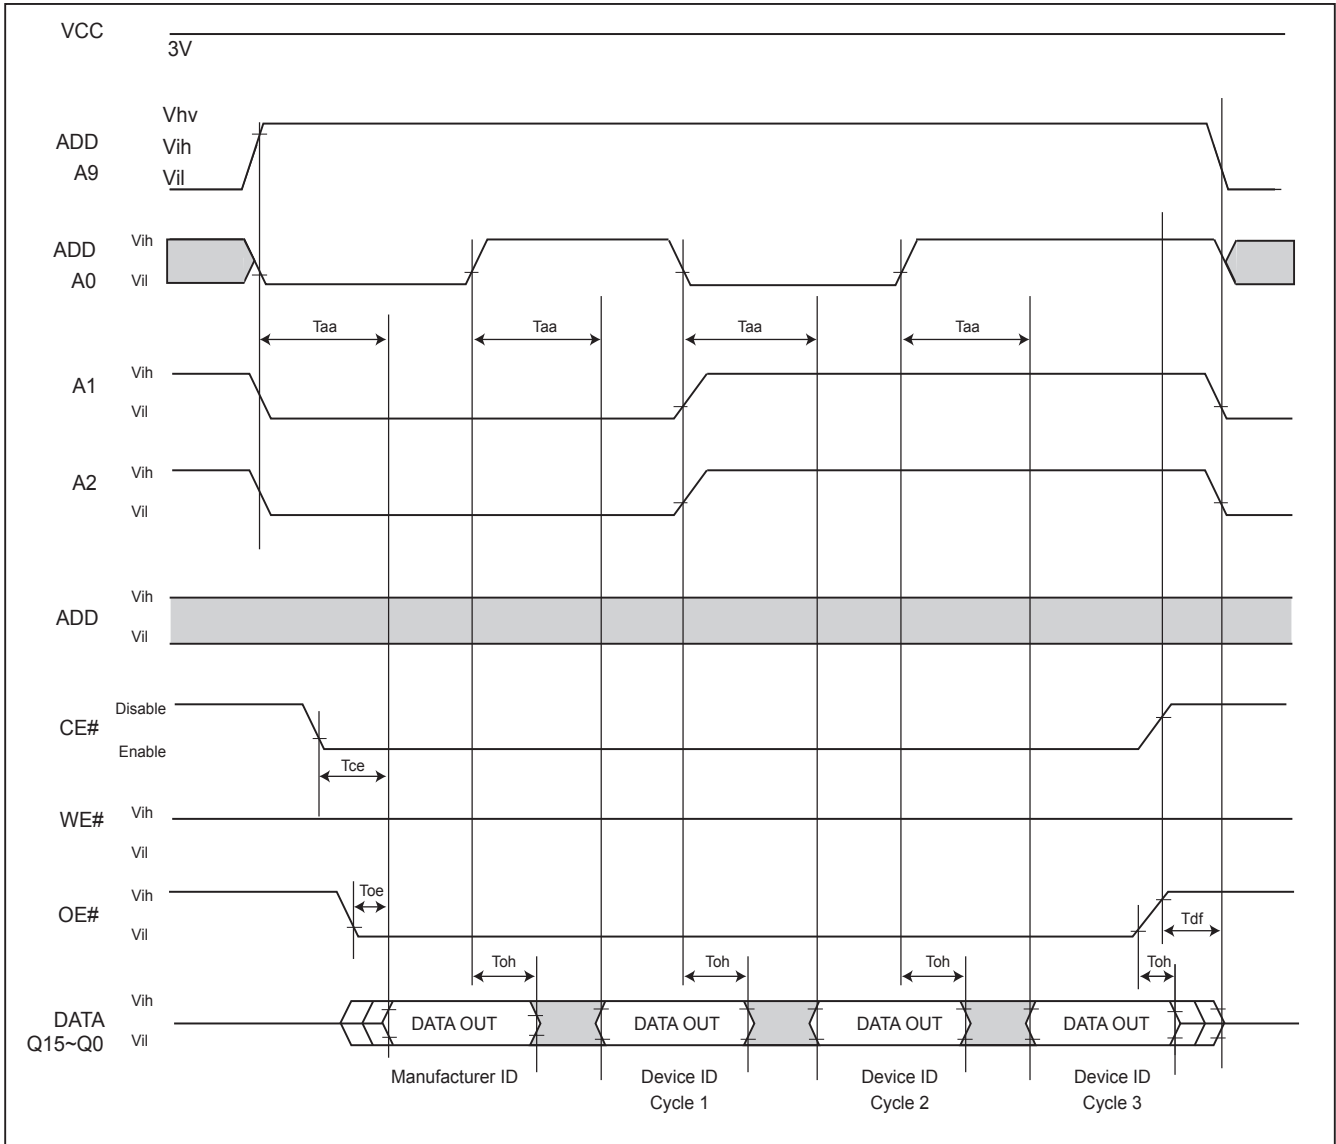 VCC
3V
Vhv
ADD
Vih
A9
Vil
ADD
Vih
A0
Vil
Taa
Taa
Taa
Taa
A1
Vih
Vil
A2
Vih
Vil
ADD
Vih
Vil
CE#
Disable
Enable
Tce
WE#
Vih
Vil
OE#
Vih
Vil
Toe
Tdf
Toh
Toh
Toh
Toh
DATA
Q15~Q0
Vih
Vil
DATA OUT
DATA OUT
DATA OUT
DATA OUT
Manufacturer ID
Device ID
Cycle 1
Device ID
Cycle 2
Device ID
Cycle 3